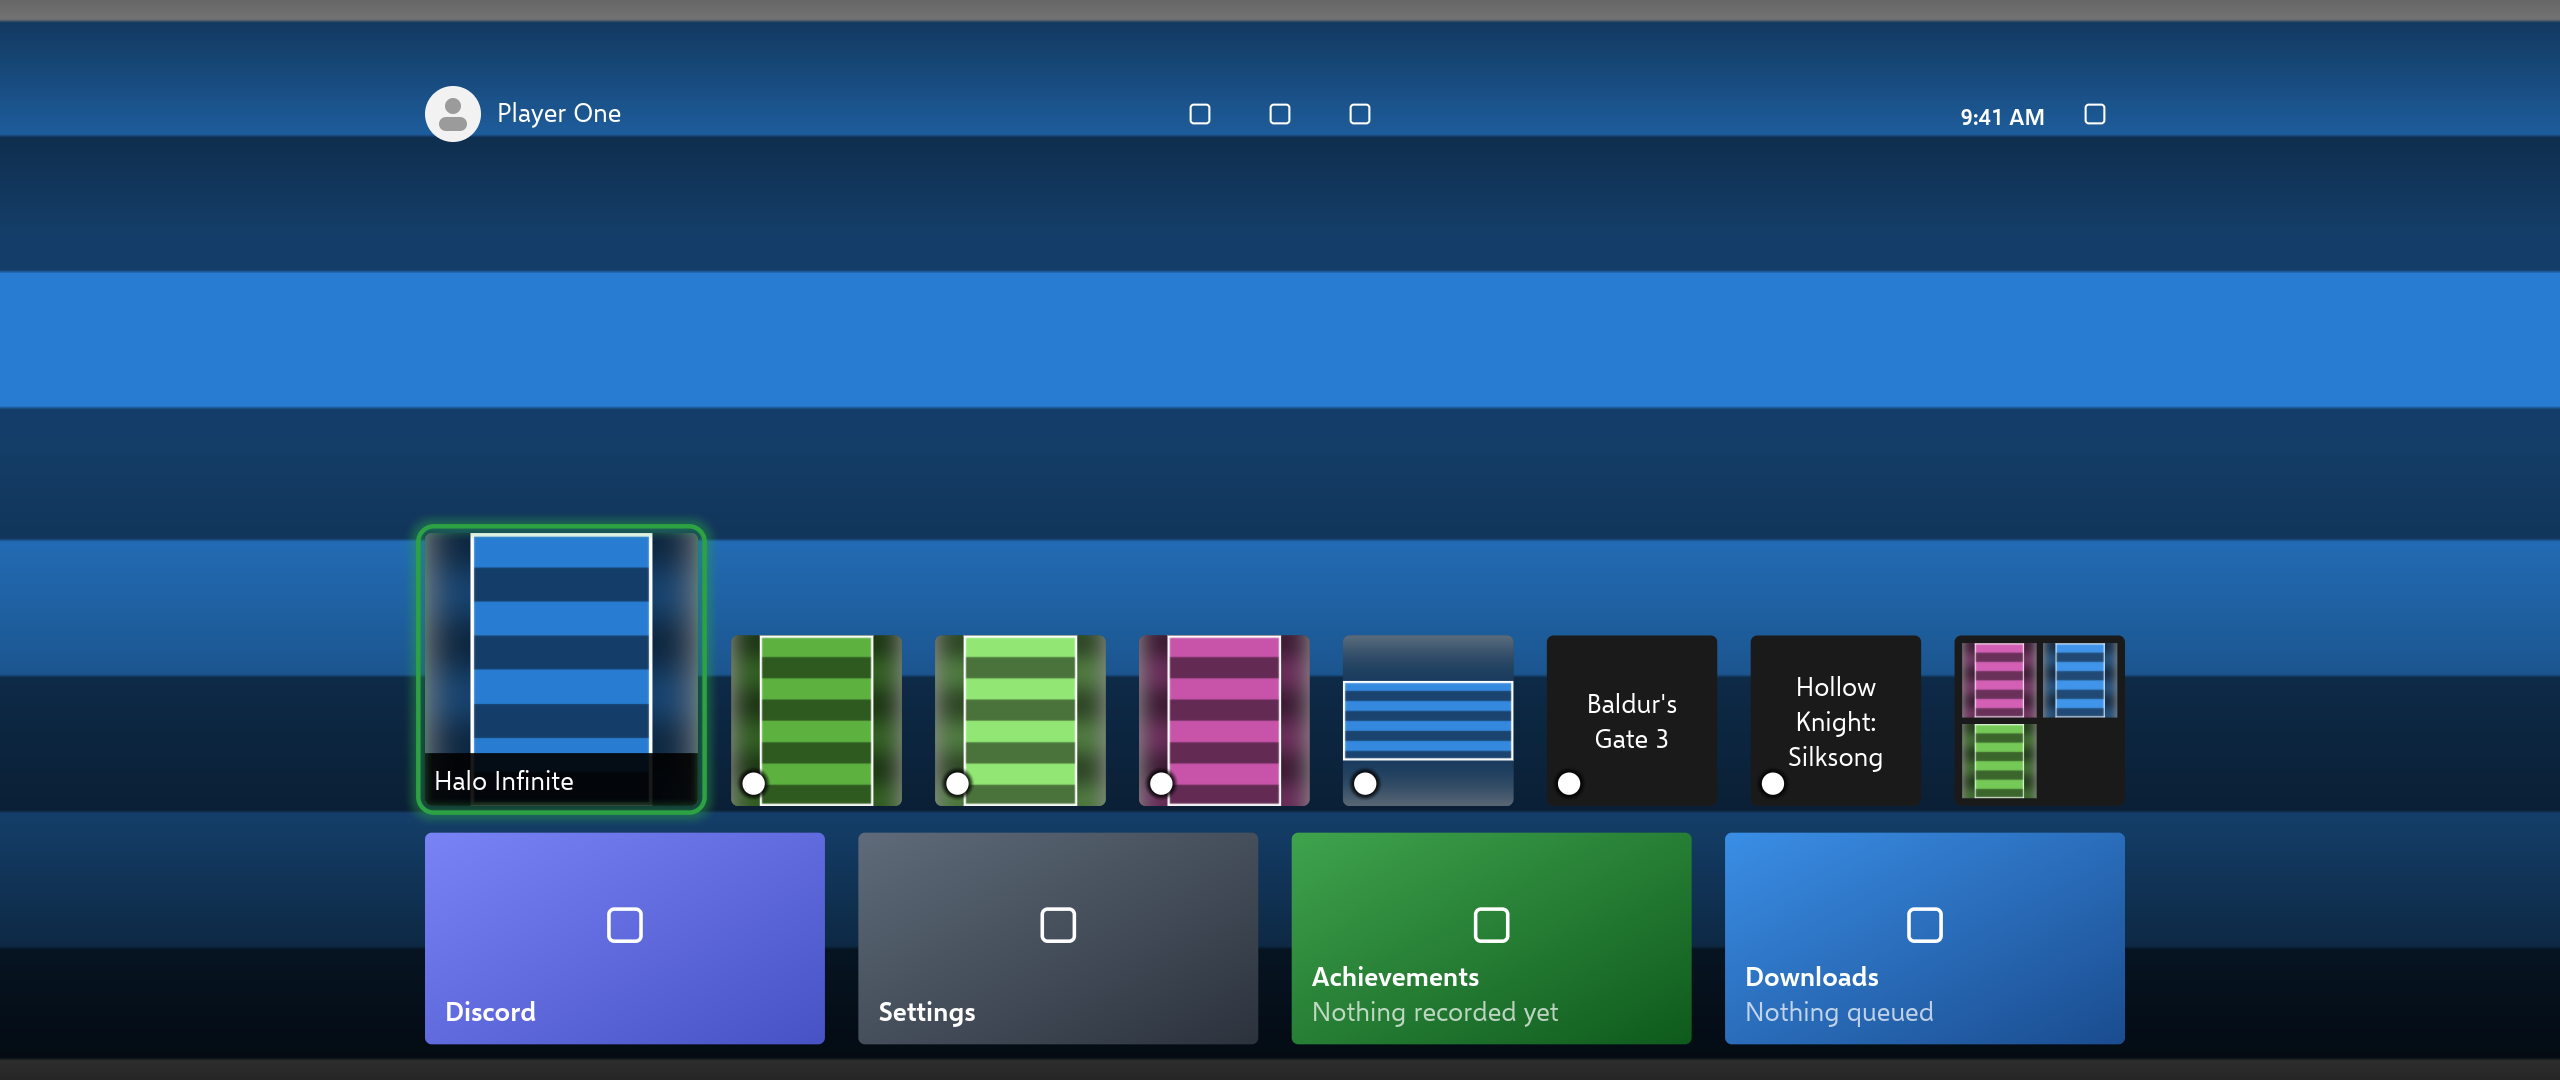 Player One
9:41 AM
Halo Infinite
Baldur's
Gate 3
Hollow
Knight:
Silksong
Discord
Settings
Achievements
Nothing recorded yet
Downloads
Nothing queued